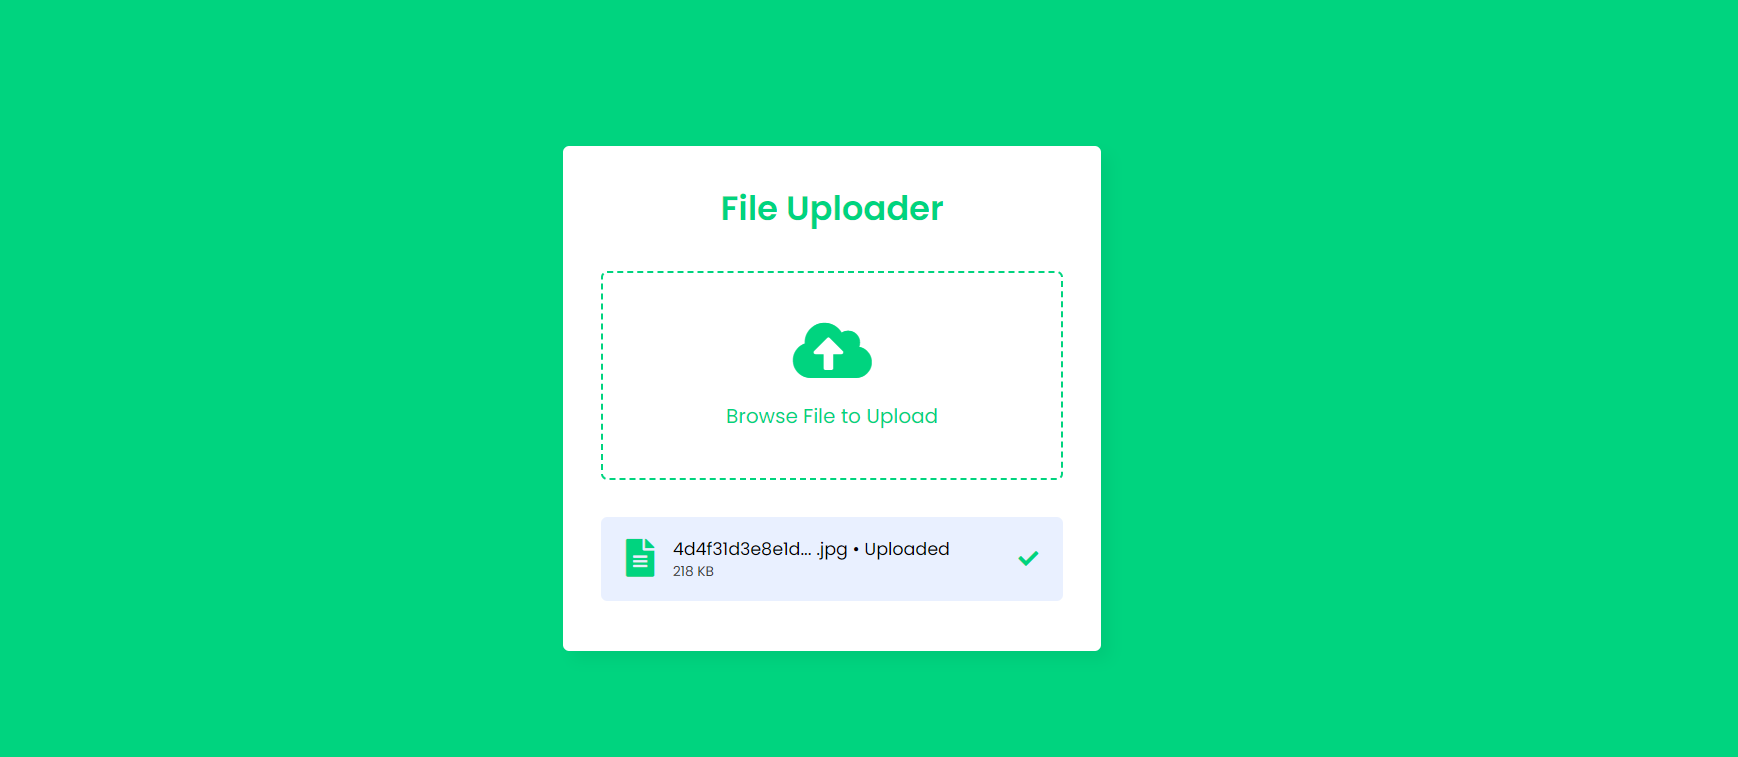 File Uploader
Browse File to Upload
4d4f31d3e8e1d... .jpg • Uploaded
218 KB